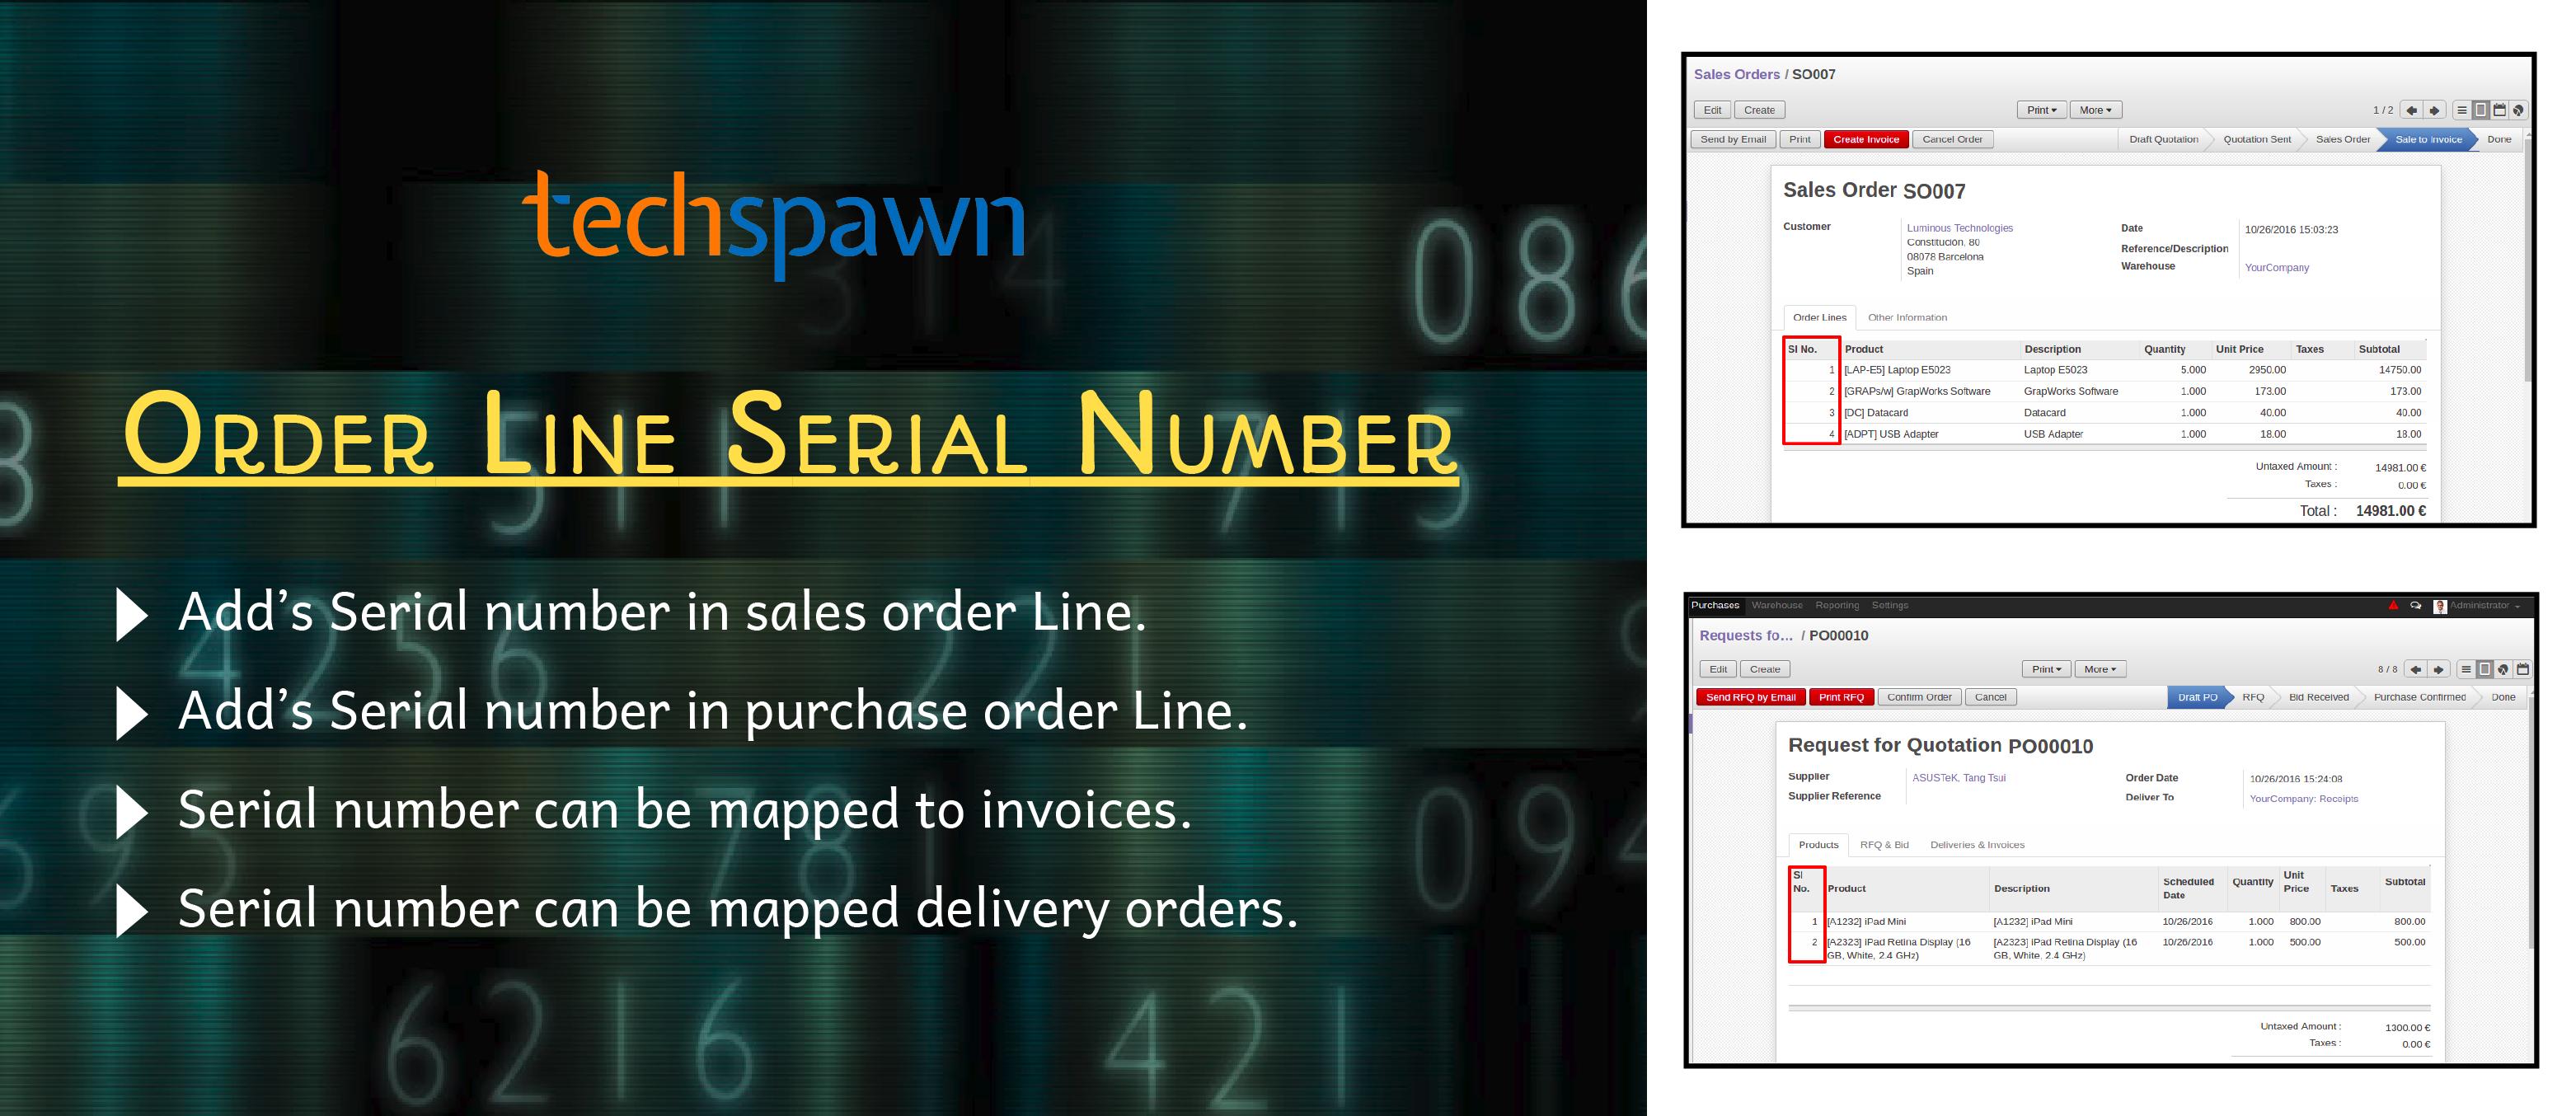 techspawn
Order Line Serial Number
Add's Serial number in sales order Line.
Add's Serial number in purchase order Line.
Serial number can be mapped to invoices.
Serial number can be mapped delivery orders.
086
314
8 511 715
4256 221 9
695 781 094
6216 421
Sales Orders / SO007
Edit Create Print More 1 / 2
Send by Email Print Create Invoice Cancel Order Draft Quotation Quotation Sent Sales Order Sale to Invoice Done
Sales Order SO007
Customer Luminous Technologies Date 10/26/2016 15:03:23
Constitución, 80 Reference/Description
08078 Barcelona Warehouse YourCompany
Spain
Order Lines Other Information
Sl No. Product Description Quantity Unit Price Taxes Subtotal
1 [LAP-E5] Laptop E5023 Laptop E5023 5.000 2950.00 14750.00
2 [GRAPs/w] GrapWorks Software GrapWorks Software 1.000 173.00 173.00
3 [DC] Datacard Datacard 1.000 40.00 40.00
4 [ADPT] USB Adapter USB Adapter 1.000 18.00 18.00
Untaxed Amount : 14981.00 €
Taxes : 0.00 €
Total : 14981.00 €
Purchases Warehouse Reporting Settings Administrator
Requests fo... / PO00010
Edit Create Print More 8 / 8
Send RFQ by Email Print RFQ Confirm Order Cancel Draft PO RFQ Bid Received Purchase Confirmed Done
Request for Quotation PO00010
Supplier ASUSTeK, Tang Tsui Order Date 10/26/2016 15:24:08
Supplier Reference Deliver To YourCompany: Receipts
Products RFQ & Bid Deliveries & Invoices
Sl No. Product Description Scheduled Date Quantity Unit Price Taxes Subtotal
1 [A1232] iPad Mini [A1232] iPad Mini 10/26/2016 1.000 800.00 800.00
2 [A2323] iPad Retina Display (16 [A2323] iPad Retina Display (16 10/26/2016 1.000 500.00 500.00
GB, White, 2.4 GHz) GB, White, 2.4 GHz)
Untaxed Amount : 1300.00 €
Taxes : 0.00 €